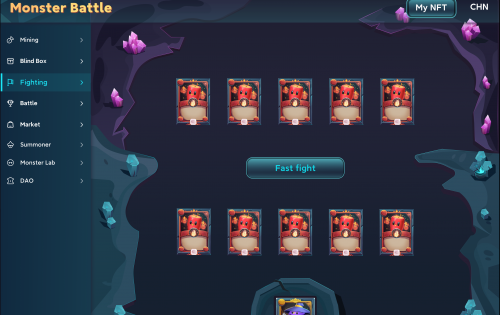 Monster Battle
My NFT
CHN
Mining
Blind Box
Fighting
Battle
Market
Summoner
Monster Lab
DAO
Fast fight